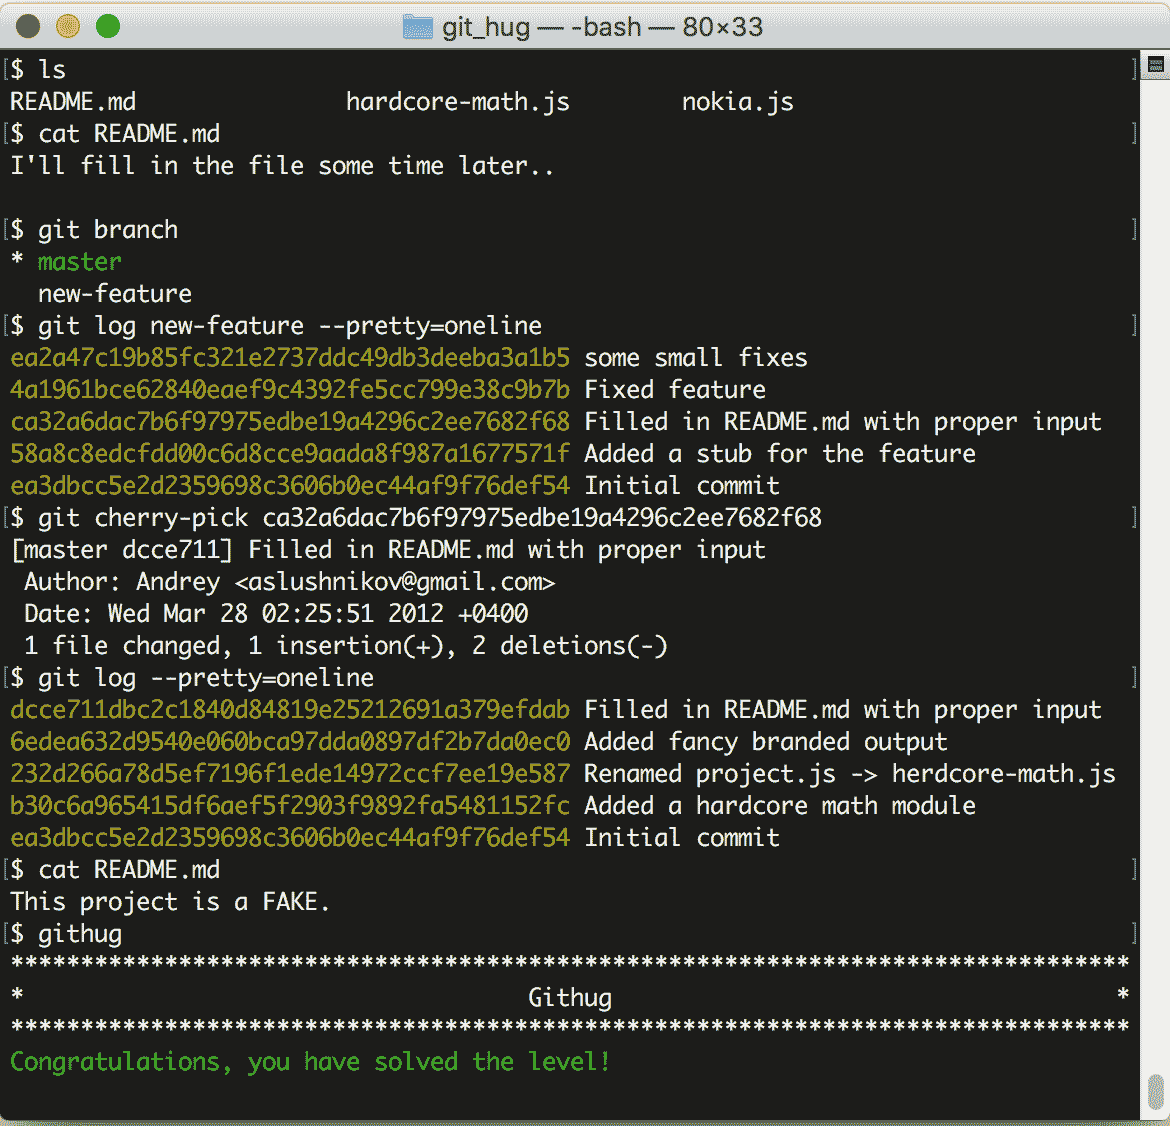 git_hug — -bash — 80×33
$ ls
README.md hardcore-math.js nokia.js
$ cat README.md
I'll fill in the file some time later..
$ git branch
* master
new-feature
$ git log new-feature --pretty=oneline
ea2a47c19b85fc321e2737ddc49db3deeba3a1b5 some small fixes
4a1961bce62840eaef9c4392fe5cc799e38c9b7b Fixed feature
ca32a6dac7b6f97975edbe19a4296c2ee7682f68 Filled in README.md with proper input
58a8c8edcfdd00c6d8cce9aada8f987a1677571f Added a stub for the feature
ea3dbcc5e2d2359698c3606b0ec44af9f76def54 Initial commit
$ git cherry-pick ca32a6dac7b6f97975edbe19a4296c2ee7682f68
[master dcce711] Filled in README.md with proper input
Author: Andrey <aslushnikov@gmail.com>
Date: Wed Mar 28 02:25:51 2012 +0400
1 file changed, 1 insertion(+), 2 deletions(-)
$ git log --pretty=oneline
dcce711dbc2c1840d84819e25212691a379efdab Filled in README.md with proper input
6edea632d9540e060bca97dda0897df2b7da0ec0 Added fancy branded output
232d266a78d5ef7196f1ede14972ccf7ee19e587 Renamed project.js -> herdcore-math.js
b30c6a965415df6aef5f2903f9892fa5481152fc Added a hardcore math module
ea3dbcc5e2d2359698c3606b0ec44af9f76def54 Initial commit
$ cat README.md
This project is a FAKE.
$ githug
********************************************************************************
* Githug *
********************************************************************************
Congratulations, you have solved the level!